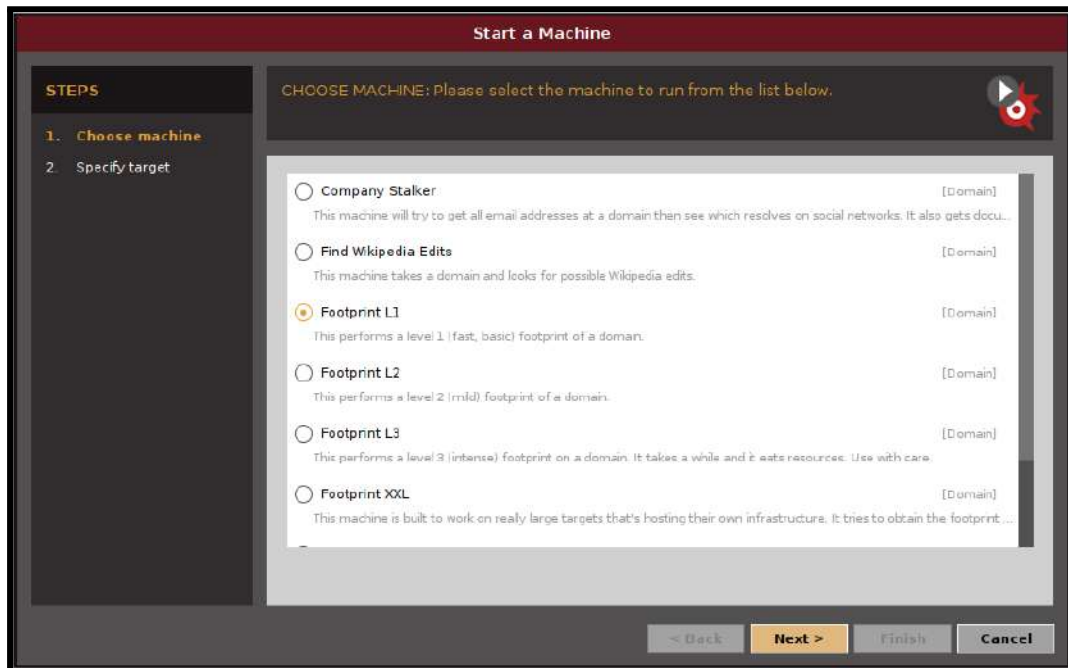 Start a Machine
STEPS
1. Choose machine
2. Specify target
CHOOSE MACHINE: Please select the machine to run from the list below.
Company Stalker [Domain]
This machine will try to get all email addresses at a domain then see which resolves on social networks. It also gets docu...
Find Wikipedia Edits [Domain]
This machine takes a domain and looks for possible Wikipedia edits.
Footprint L1 [Domain]
This performs a level 1 (fast, basic) footprint of a domain.
Footprint L2 [Domain]
This performs a level 2 (mild) footprint of a domain.
Footprint L3 [Domain]
This performs a level 3 (intense) footprint on a domain. It takes a while and it eats resources. Use with care.
Footprint XXL [Domain]
This machine is built to work on really large targets that's hosting their own infrastructure. It tries to obtain the footprint ...
< Back Next > Finish Cancel